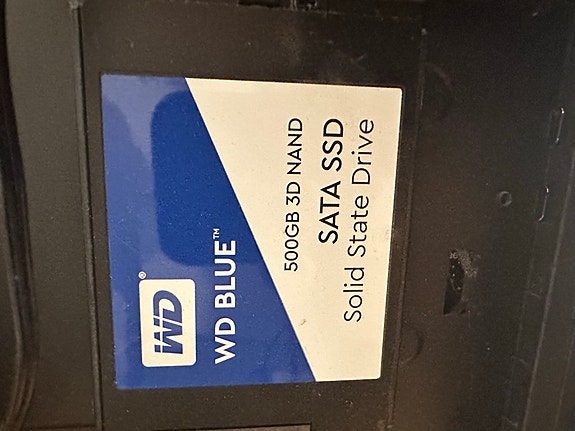 WD®
WD BLUE™
500GB 3D NAND
SATA SSD
Solid State Drive